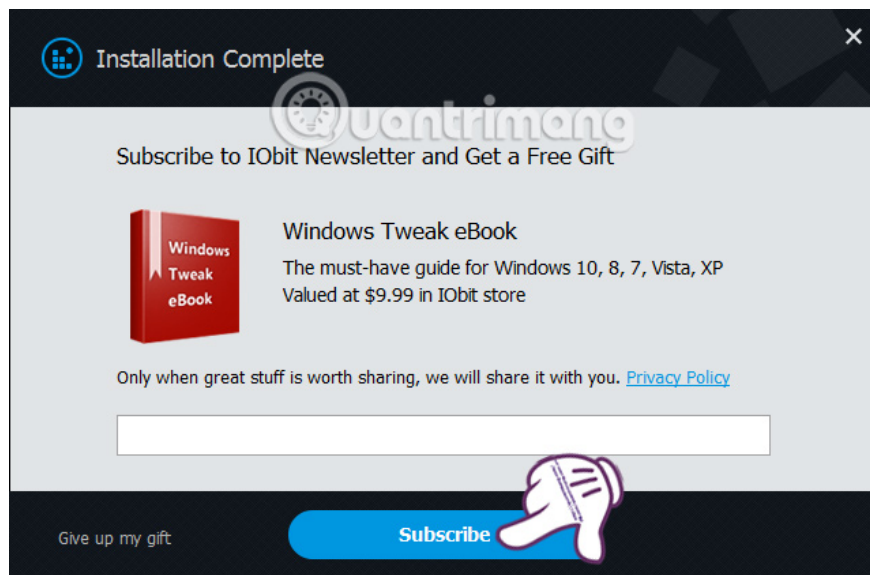 Installation Complete
Quantrimang
Subscribe to IObit Newsletter and Get a Free Gift
Windows
Tweak
eBook
Windows Tweak eBook
The must-have guide for Windows 10, 8, 7, Vista, XP
Valued at $9.99 in IObit store
Only when great stuff is worth sharing, we will share it with you. Privacy Policy
Give up my gift
Subscribe